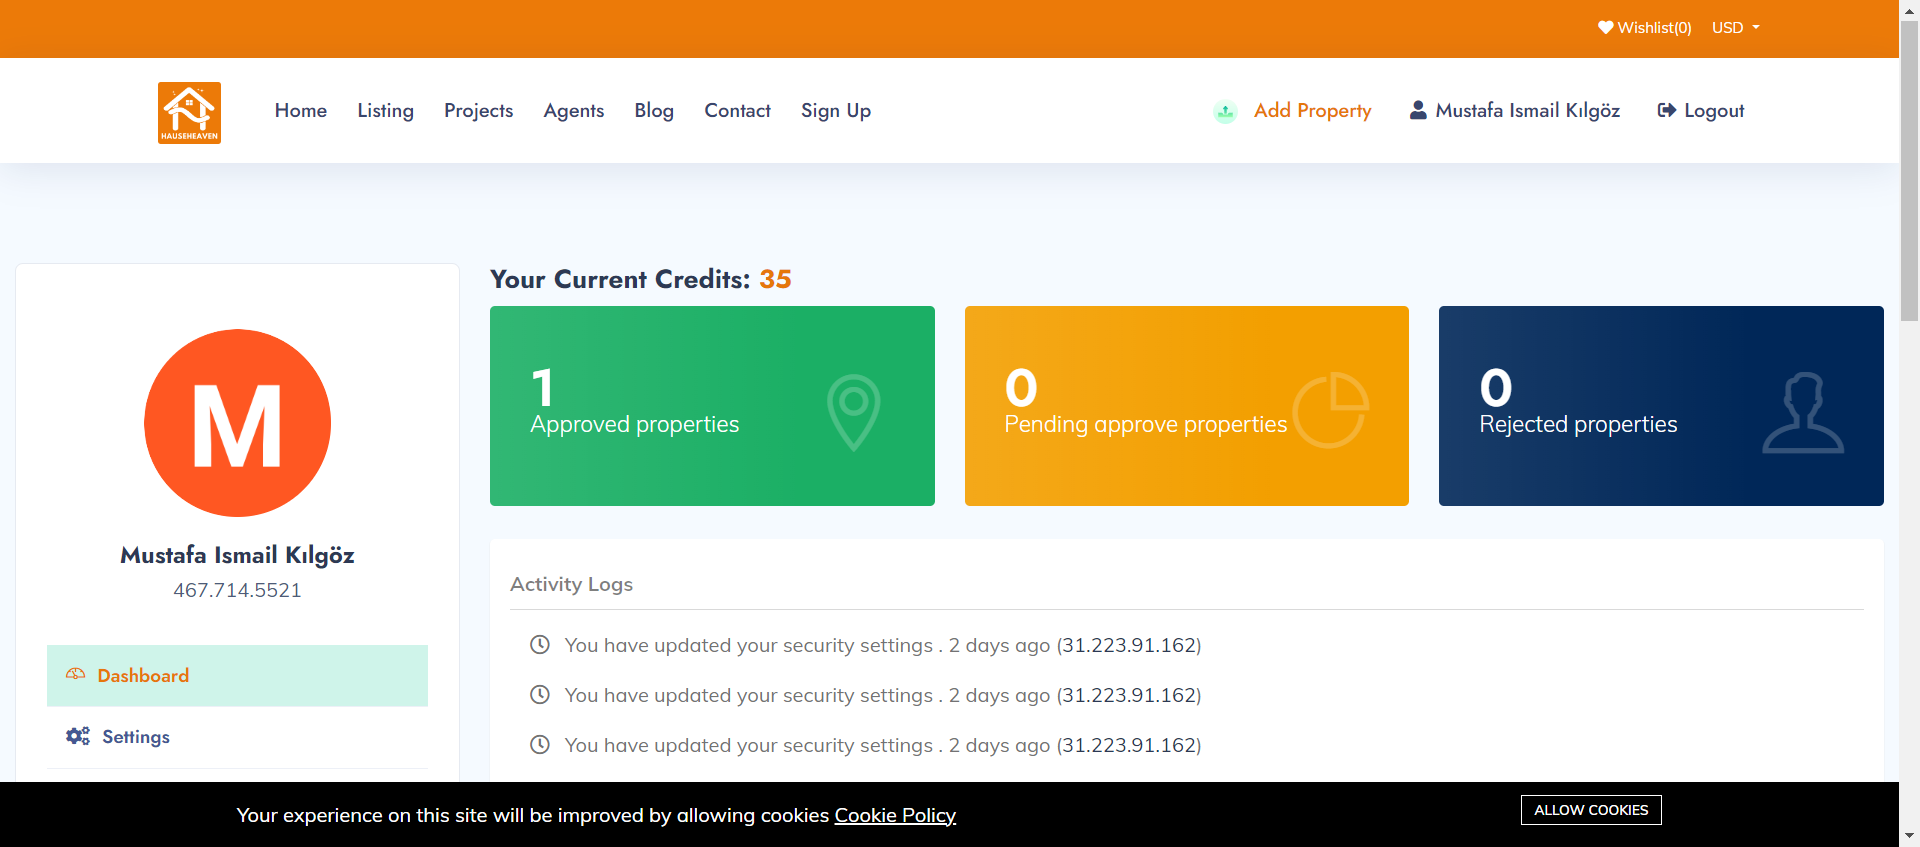 Wishlist(0) USD
HAUSEHEAVEN
Home Listing Projects Agents Blog Contact Sign Up
Add Property Mustafa Ismail Kılgöz Logout
M
Mustafa Ismail Kılgöz
467.714.5521
Dashboard
Settings
Your Current Credits: 35
1
Approved properties
0
Pending approve properties
0
Rejected properties
Activity Logs
You have updated your security settings . 2 days ago (31.223.91.162)
You have updated your security settings . 2 days ago (31.223.91.162)
You have updated your security settings . 2 days ago (31.223.91.162)
Your experience on this site will be improved by allowing cookies Cookie Policy
ALLOW COOKIES